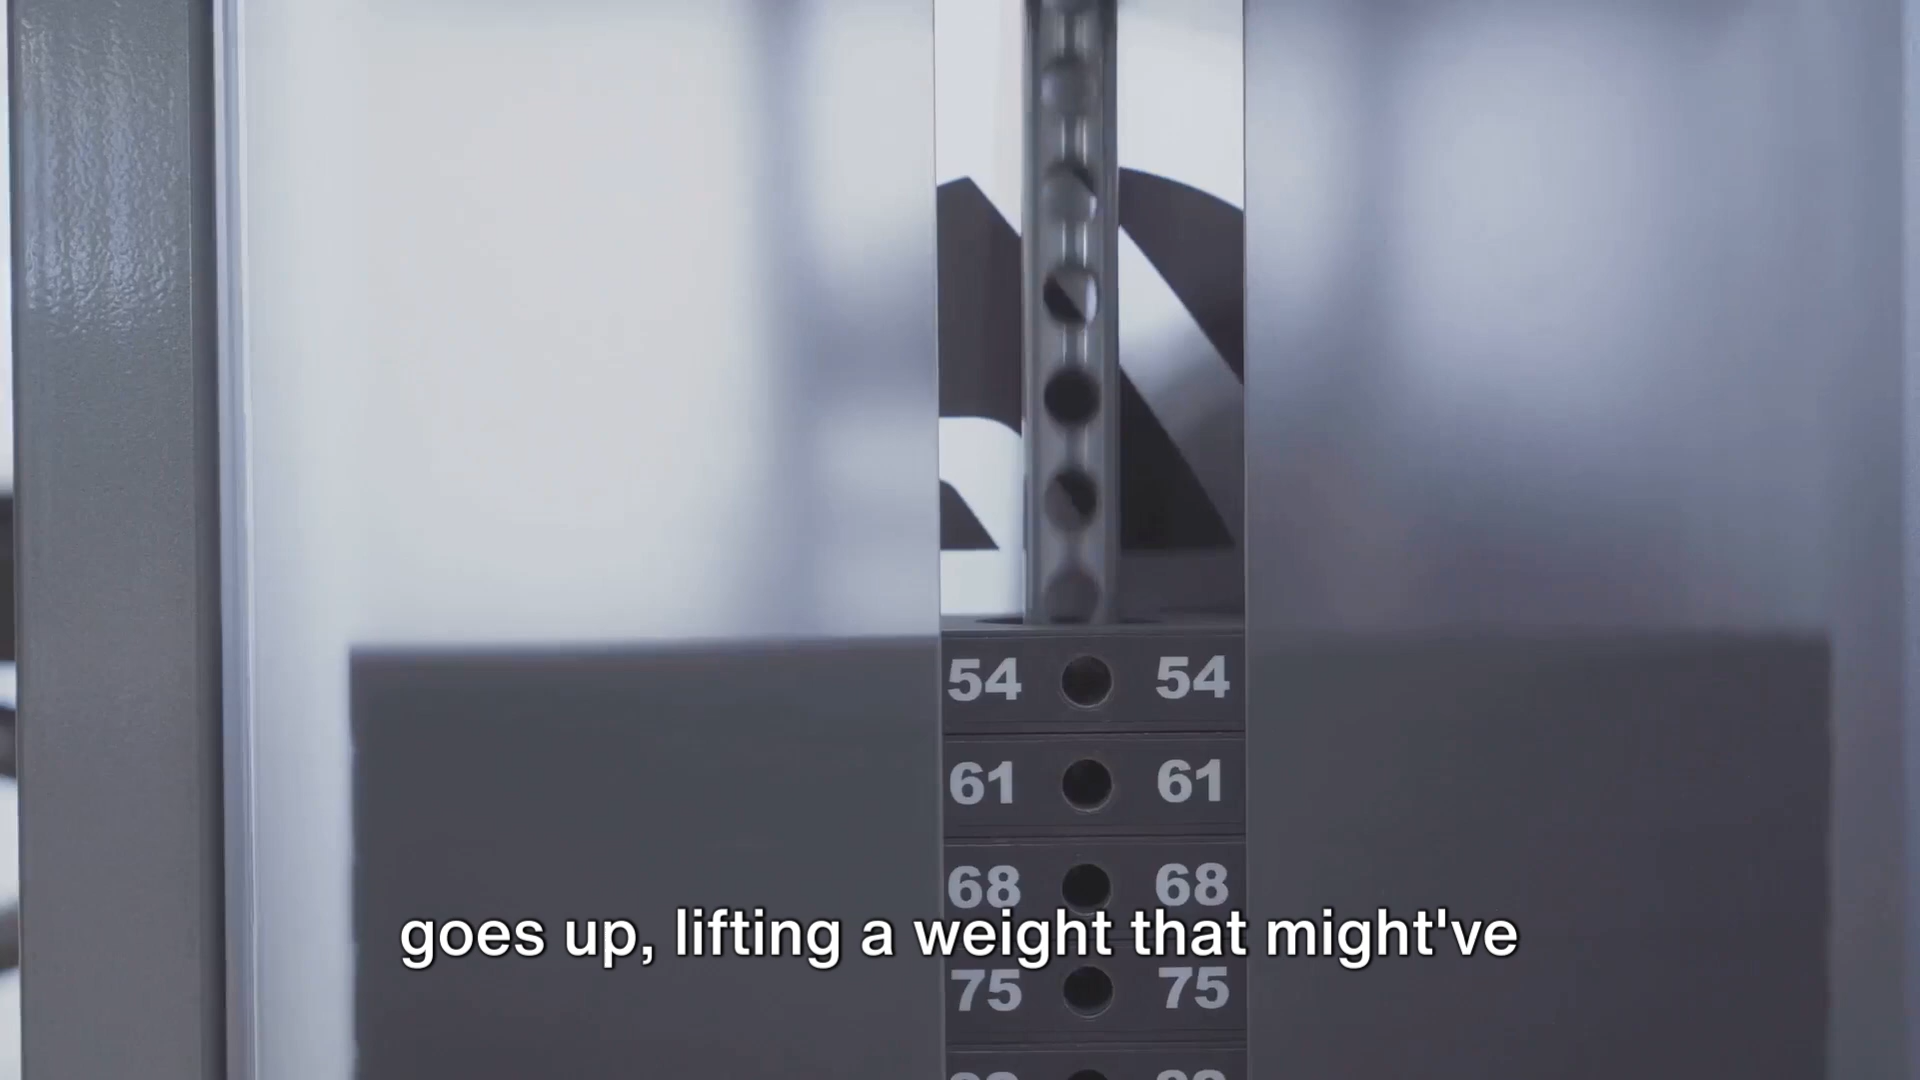 54 54
61 61
68 68
goes up, lifting a weight that might've
75 75